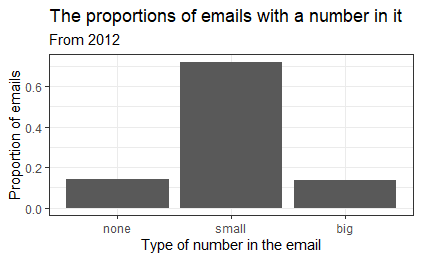 The proportions of emails with a number in it
From 2012
Proportion of emails
0.6
0.4
0.2
0.0
none small big
Type of number in the email